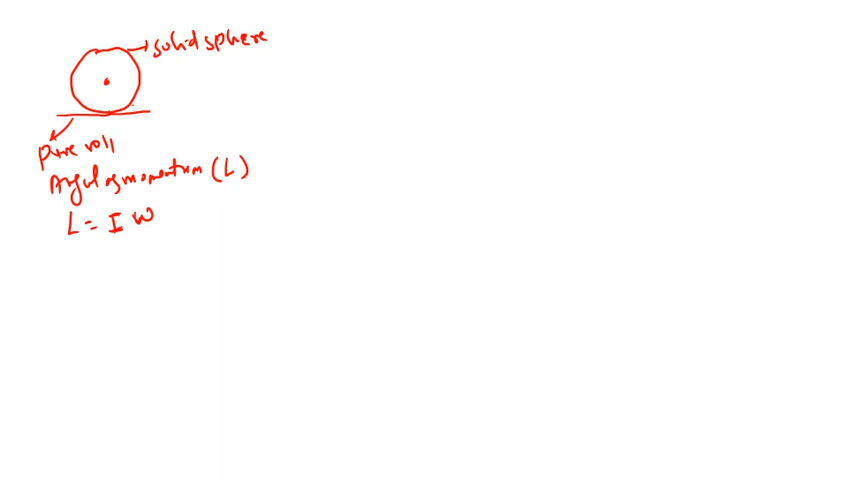 solid sphere
pure roll
Angular momentum (L)
L = I ω